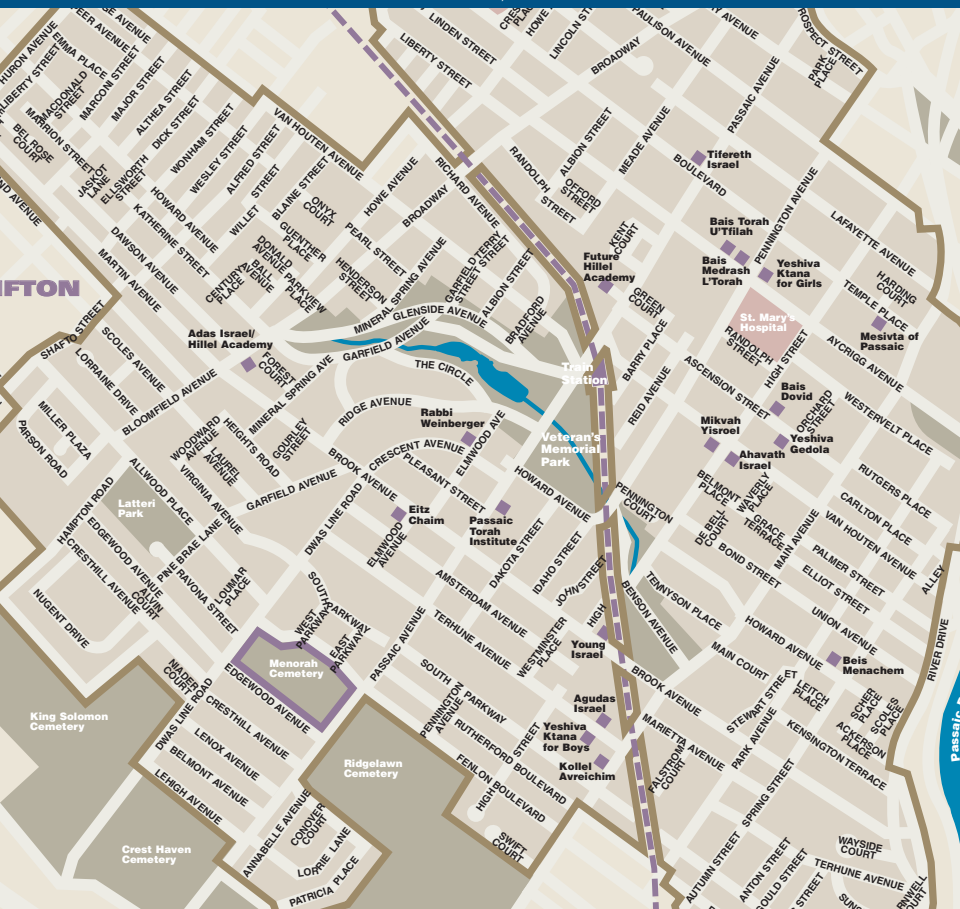 LINDEN STREET
LIBERTY STREET
LINCOLN ST
BROADWAY
PAULISON AVENUE
PASSAIC AVENUE
PARK
PLACE
HURON AVENUE
LIBERTY STREET
EMMA PLACE
MACDONALD
STREET
MARCONI STREET
MAJOR STREET
ALTHEA STREET
DICK STREET
WONHAM STREET
WESLEY STREET
ALFRED STREET
WILLET
STREET
BLAINE STREET
VAN HOUTEN AVENUE
MARRION STREET
BEL ROSE
COURT
JASKOT
LANE
ELLSWORTH
STREET
HOWARD AVENUE
KATHERINE STREET
DAWSON AVENUE
MARTIN AVENUE
ONYX
COURT
GUENTHER
PLACE
DONALD
AVENUE
BALL
AVENUE
CENTURY
PLACE
PARKVIEW
PLACE
HENDERSON
STREET
HOWE AVENUE
BROADWAY
PEARL STREET
RICHARD AVENUE
MINERAL SPRING AVENUE
GARFIELD
STREET
TERRY
STREET
ALBION STREET
GLENSIDE AVENUE
GARFIELD AVENUE
BRADFORD
AVENUE
RANDOLPH
STREET
ALBION STREET
OFFORD
STREET
MEADE AVENUE
BOULEVARD
Tifereth
Israel
PENNINGTON AVENUE
LAFAYETTE AVENUE
KENT
COURT
Future
Hillel
Academy
GREEN
COURT
Bais Torah
U'Tfilah
Bais
Medrash
L'Torah
Yeshiva
Ktana
for Girls
HARDING
COURT
TEMPLE PLACE
Mesivta of
Passaic
St. Mary's
Hospital
RANDOLPH
STREET
HIGH STREET
AYCRIGG AVENUE
IFTON
SHAFTO STREET
SCOLES AVENUE
LORRAINE DRIVE
BLOOMFIELD AVENUE
Adas Israel/
Hillel Academy
FOREST
COURT
MINERAL SPRING AVE
THE CIRCLE
RIDGE AVENUE
Train
Station
BARRY PLACE
REID AVENUE
ASCENSION STREET
Bais
Dovid
ORCHARD
STREET
WESTERVELT PLACE
Mikvah
Yisroel
Yeshiva
Gedola
Ahavath
Israel
MILLER PLAZA
PARSON ROAD
WOODWARD
AVENUE
LAUREL
AVENUE
HEIGHTS ROAD
GOURLEY
STREET
Rabbi
Weinberger
ELMWOOD AVE
CRESCENT AVENUE
PLEASANT STREET
BROOK AVENUE
Veteran's
Memorial
Park
HOWARD AVENUE
PENNINGTON
COURT
BELMONT
PLACE
WAVERLY
PLACE
GRACE
TERRACE
DE BELL
COURT
RUTGERS PLACE
CARLTON PLACE
VAN HOUTEN AVENUE
MAN AVENUE
PALMER STREET
ELLIOT STREET
BOND STREET
UNION AVENUE
ALLEY
ALLWOOD PLACE
VIRGINIA AVENUE
GARFIELD AVENUE
Latteri
Park
HAMPTON ROAD
EDGEWOOD AVENUE
CRESTHILL AVENUE
ALVIN
COURT
PINE BRAE LANE
RAVONA STREET
LOUMAR
PLACE
DWAS LINE ROAD
Eitz
Chaim
ELMWOOD
AVENUE
Passaic
Torah
Institute
DAKOTA STREET
IDAHO STREET
JOHN STREET
HIGH
AMSTERDAM AVENUE
TERHUNE AVENUE
WESTMINSTER
PLACE
PASSAIC AVENUE
SOUTH PARKWAY
WEST
PARKWAY
EAST
PARKWAY
BENSON AVENUE
TENNYSON PLACE
HOWARD AVENUE
MAIN COURT
Young
Israel
BROOK AVENUE
Beis
Menachem
RIVER DRIVE
NUGENT DRIVE
Menorah
Cemetery
NIADER
COURT
EDGEWOOD AVENUE
CRESTHILL AVENUE
DWAS LINE ROAD
LENOX AVENUE
BELMONT AVENUE
LEHIGH AVENUE
King Solomon
Cemetery
Crest Haven
Cemetery
Ridgelawn
Cemetery
SOUTH PARKWAY
PENNINGTON
AVENUE
RUTHERFORD BOULEVARD
FENLON BOULEVARD
HIGH STREET
SWIFT
COURT
Agudas
Israel
Yeshiva
Ktana
for Boys
Kollel
Avreichim
MARIETTA AVENUE
FALSTROM
COURT
STEWART STREET
PARK AVENUE
LEITCH
PLACE
SCHER
PLACE
SCOLES
PLACE
ACKERSON
PLACE
KENSINGTON TERRACE
SPRING STREET
AUTUMN STREET
ANTON STREET
GOULD STREET
STREET
WAYSIDE
COURT
TERHUNE AVENUE
ANNABELLE AVENUE
CONOVER
COURT
LORRIE LANE
PATRICIA PLACE
Passaic